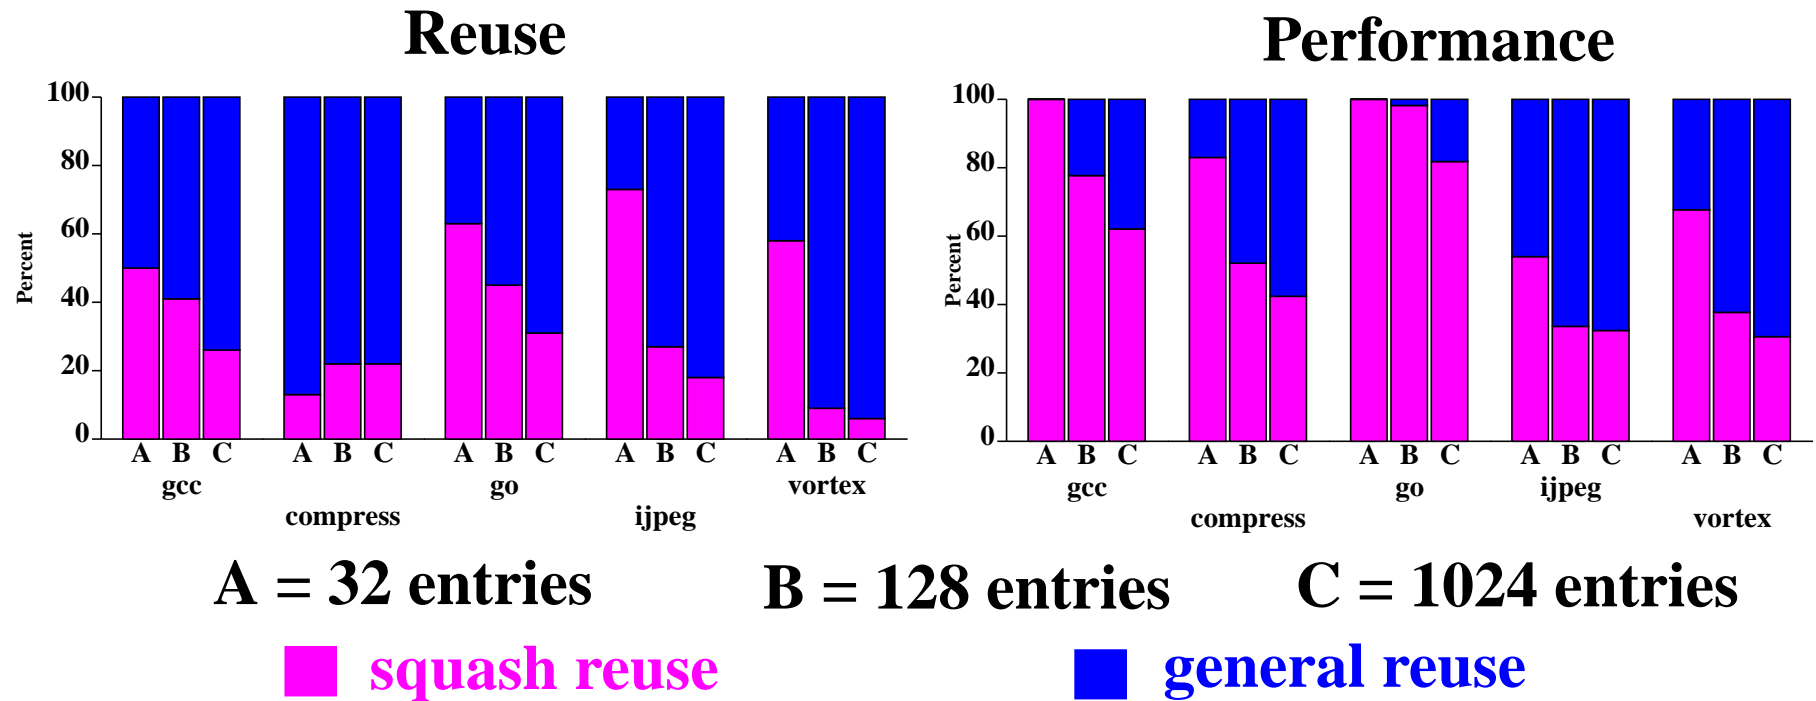 Reuse
Performance
100
80
60
40
20
0
Percent
A B C
A B C
A B C
A B C
A B C
gcc
compress
go
ijpeg
vortex
100
80
60
40
20
0
Percent
A B C
A B C
A B C
A B C
A B C
gcc
compress
go
ijpeg
vortex
A = 32 entries
B = 128 entries
C = 1024 entries
squash reuse
general reuse